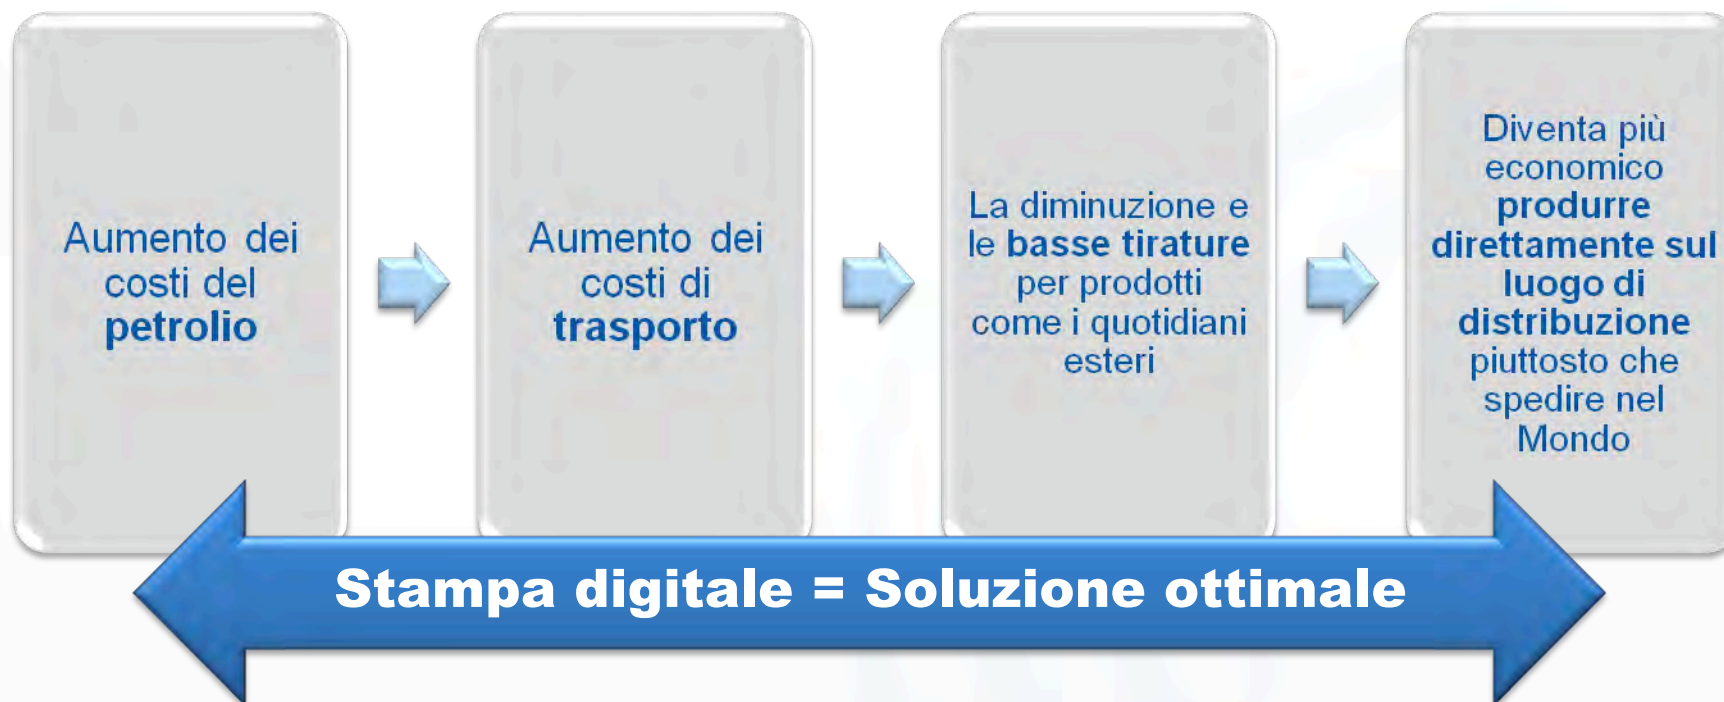 Aumento dei
costi del
petrolio
Aumento dei
costi di
trasporto
La diminuzione e
le basse tirature
per prodotti
come i quotidiani
esteri
Diventa più
economico
produrre
direttamente sul
luogo di
distribuzione
piuttosto che
spedire nel
Mondo
Stampa digitale = Soluzione ottimale